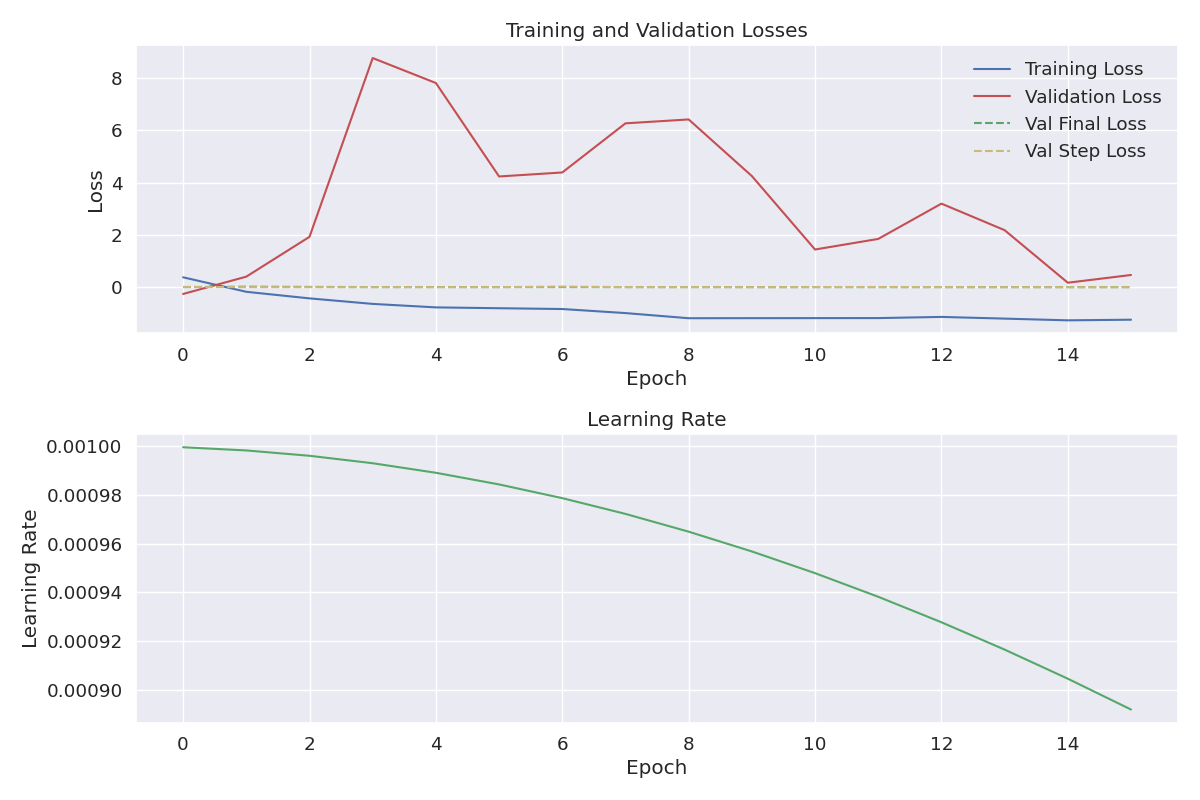 Training and Validation Losses
Training Loss
Validation Loss
Val Final Loss
Val Step Loss
Loss
8
6
4
2
0
0 2 4 6 8 10 12 14
Epoch
Learning Rate
Learning Rate
0.00100
0.00098
0.00096
0.00094
0.00092
0.00090
0 2 4 6 8 10 12 14
Epoch